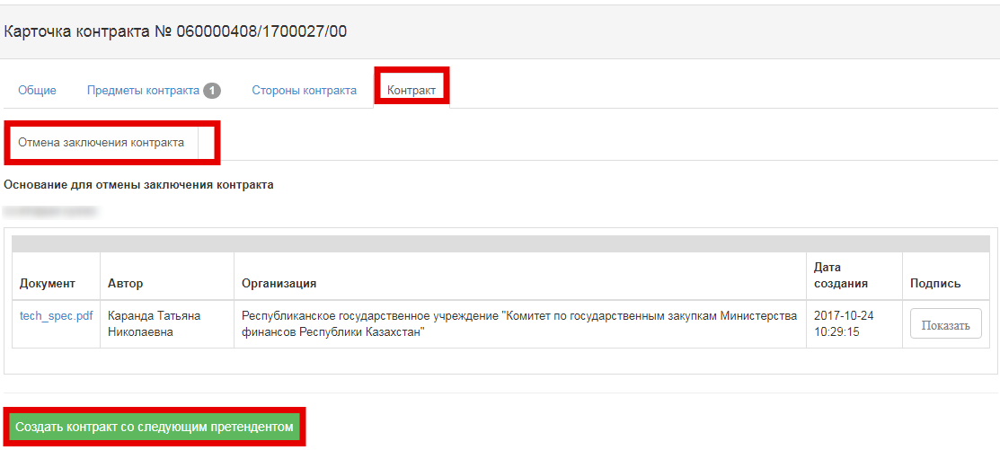 Карточка контракта № 060000408/1700027/00
Общие Предметы контракта 1 Стороны контракта Контракт
Отмена заключения контракта
Основание для отмены заключения контракта
Документ Автор Организация Дата создания Подпись
tech_spec.pdf Каранда Татьяна Республиканское государственное учреждение "Комитет по государственным закупкам Министерства 2017-10-24 Показать
Николаевна финансов Республики Казахстан" 10:29:15
Создать контракт со следующим претендентом